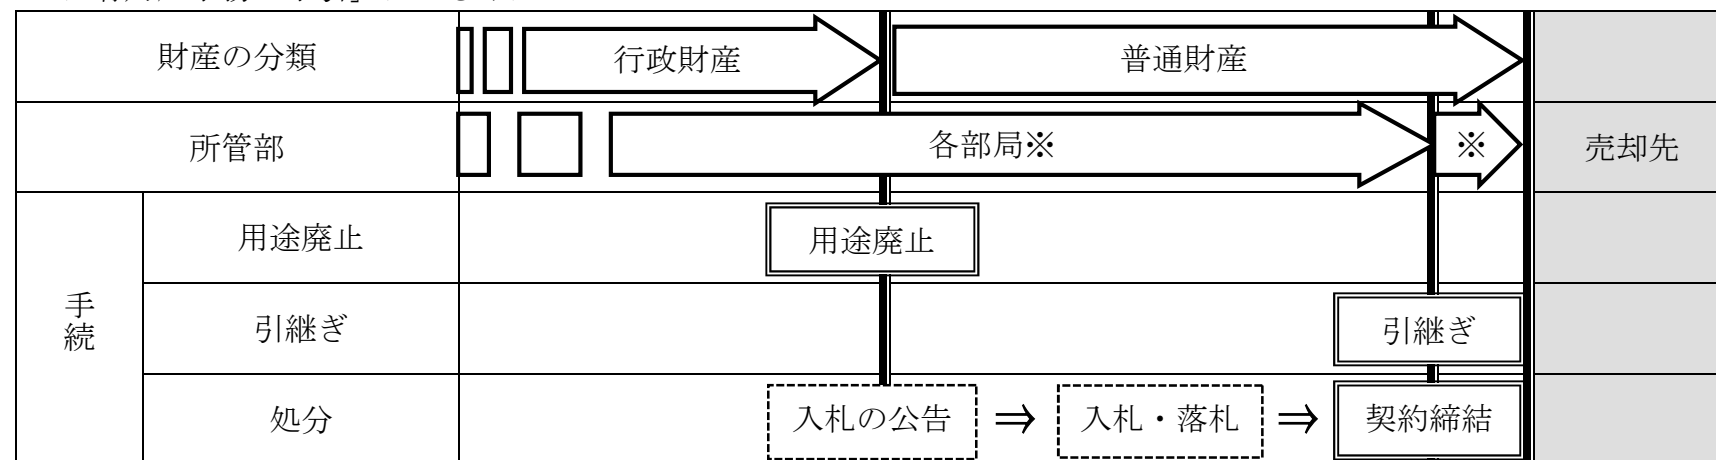 財産の分類
行政財産
普通財産
所管部
各部局※
※
売却先
手続
用途廃止
用途廃止
引継ぎ
引継ぎ
処分
入札の公告
⇒
入札・落札
⇒
契約締結